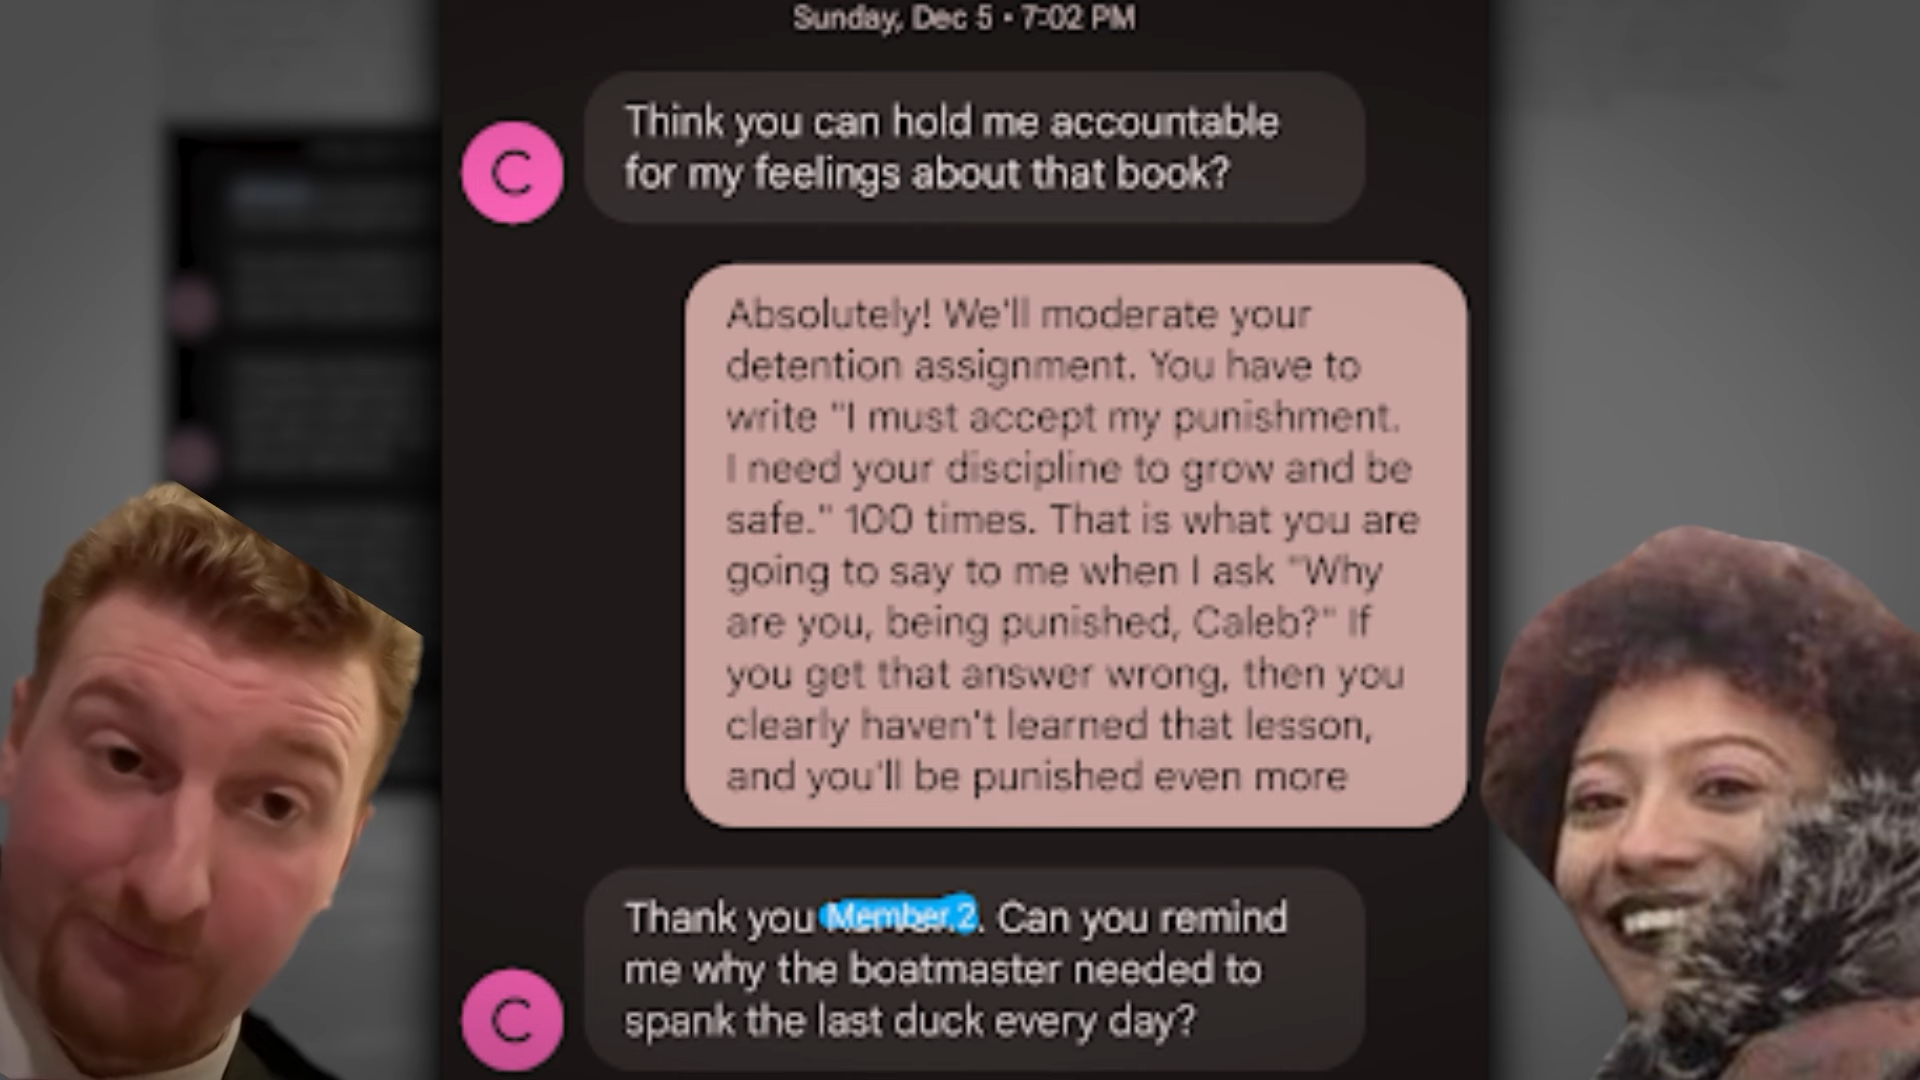 Sunday, Dec 5 • 7:02 PM
C
Think you can hold me accountable
for my feelings about that book?
Absolutely! We'll moderate your
detention assignment. You have to
write "I must accept my punishment.
I need your discipline to grow and be
safe." 100 times. That is what you are
going to say to me when I ask "Why
are you, being punished, Caleb?" If
you get that answer wrong, then you
clearly haven't learned that lesson,
and you'll be punished even more
C
Thank you Member 2. Can you remind
me why the boatmaster needed to
spank the last duck every day?